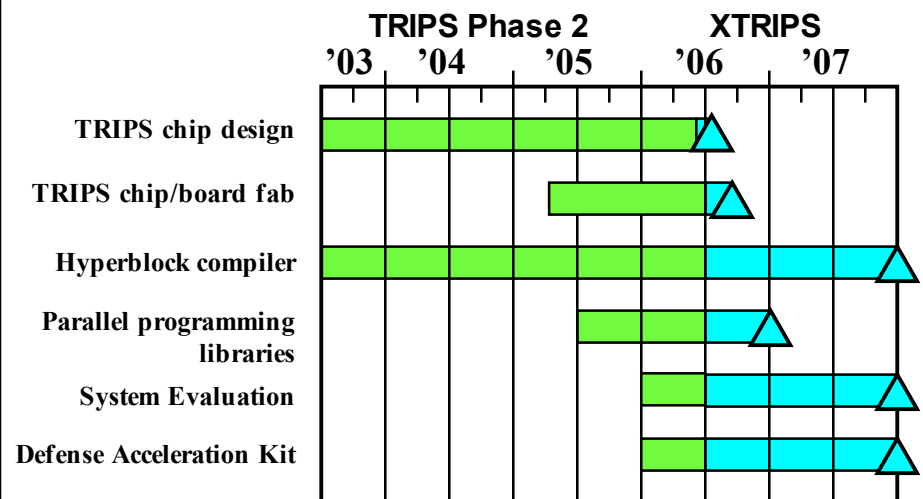 TRIPS Phase 2 XTRIPS
’03 ’04 ’05 ’06 ’07
TRIPS chip design
TRIPS chip/board fab
Hyperblock compiler
Parallel programming
libraries
System Evaluation
Defense Acceleration Kit